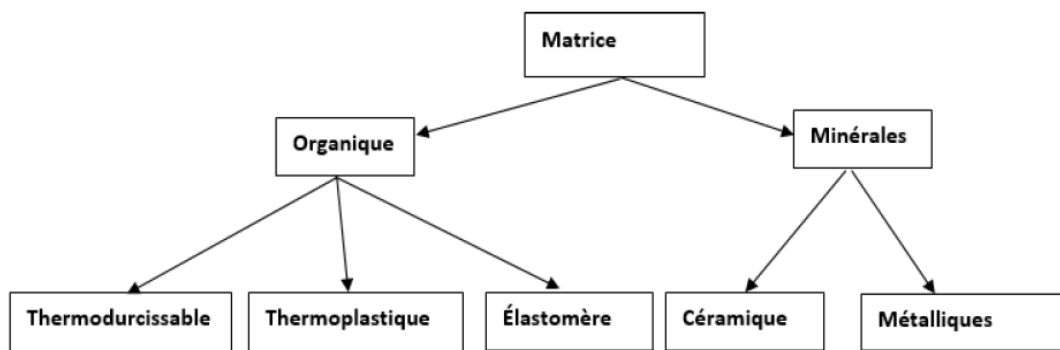 Matrice
Organique
Minérales
Thermodurcissable
Thermoplastique
Élastomère
Céramique
Métalliques